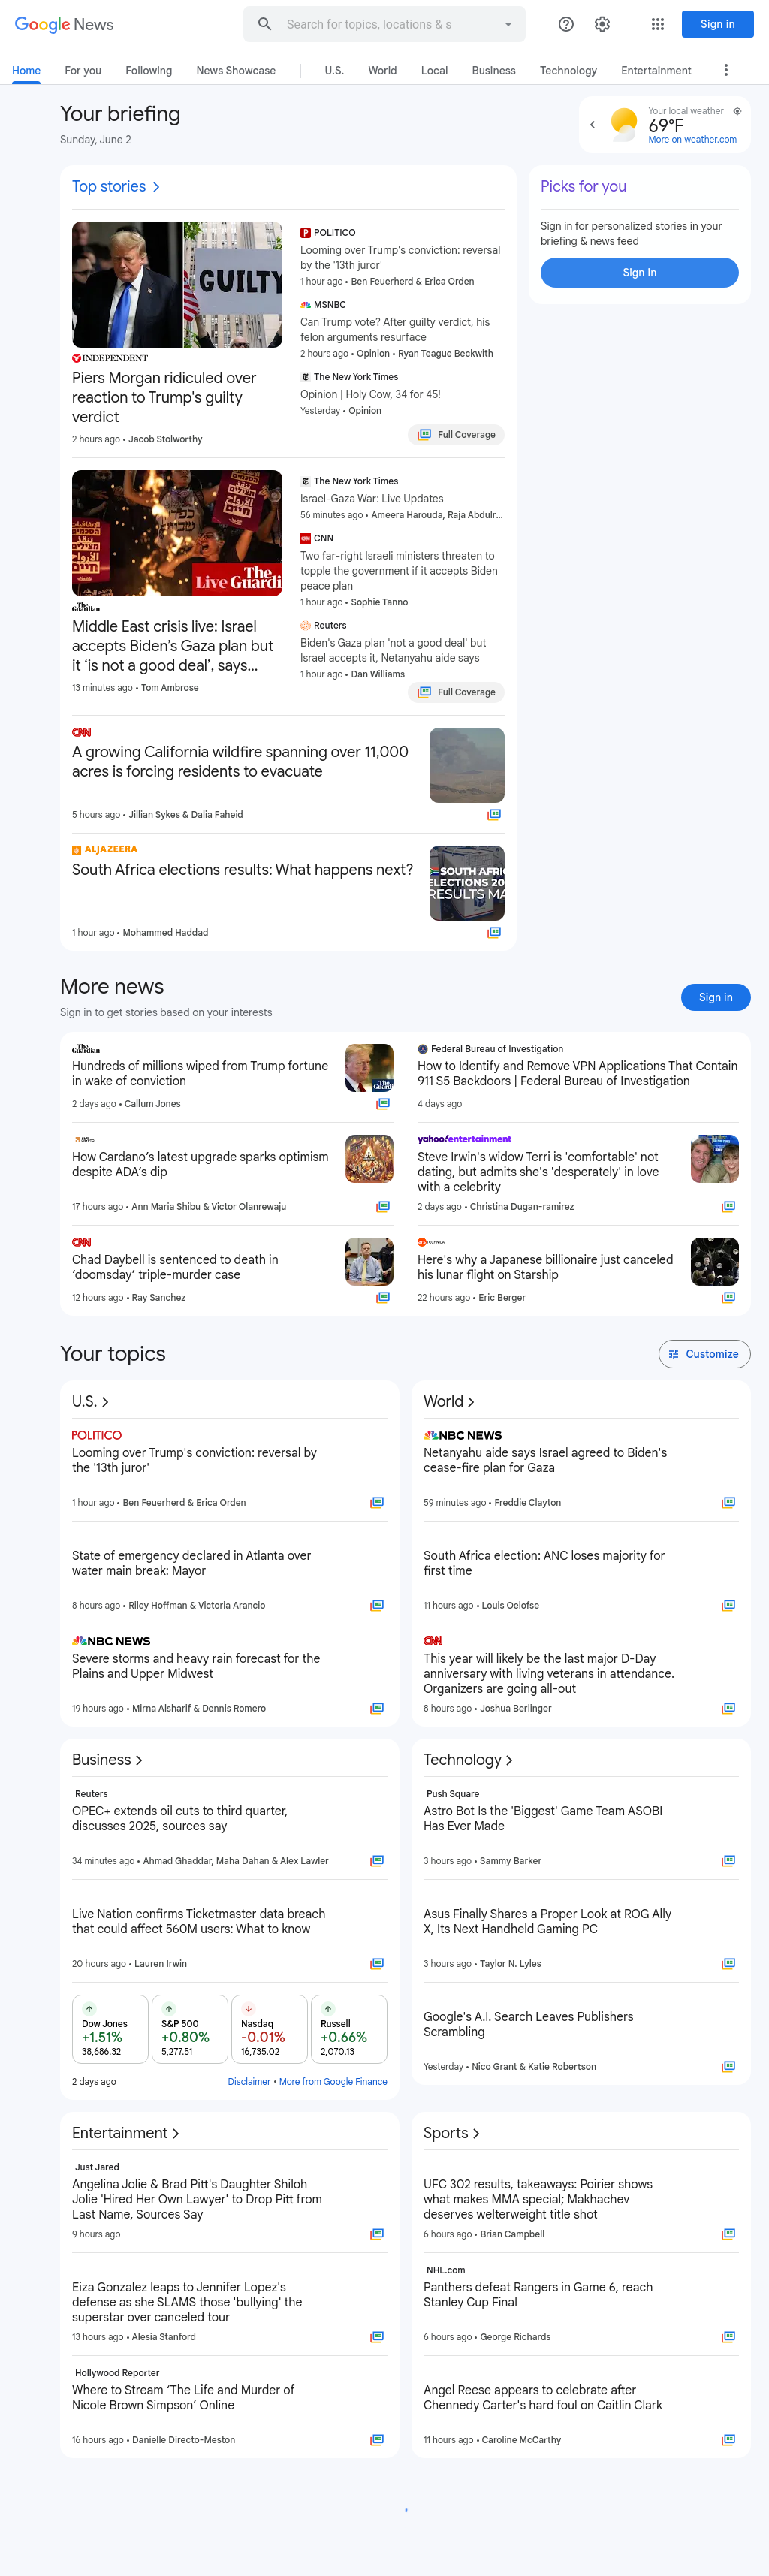 Google News
Search for topics, locations & s
Sign in
Home
For you
Following
News Showcase
U.S.
World
Local
Business
Technology
Entertainment
Your briefing
Sunday, June 2
Your local weather
69°F
More on weather.com
Top stories
GUILTY
INDEPENDENT
Piers Morgan ridiculed over
reaction to Trump's guilty
verdict
2 hours ago • Jacob Stolworthy
POLITICO
Looming over Trump's conviction: reversal
by the '13th juror'
1 hour ago • Ben Feuerherd & Erica Orden
MSNBC
Can Trump vote? After guilty verdict, his
felon arguments resurface
2 hours ago • Opinion • Ryan Teague Beckwith
The New York Times
Opinion | Holy Cow, 34 for 45!
Yesterday • Opinion
Full Coverage
Picks for you
Sign in for personalized stories in your
briefing & news feed
Sign in
Live
The
Guardi
The Guardian
Middle East crisis live: Israel
accepts Biden’s Gaza plan but
it ‘is not a good deal’, says...
13 minutes ago • Tom Ambrose
The New York Times
Israel-Gaza War: Live Updates
56 minutes ago • Ameera Harouda, Raja Abdulr...
CNN
Two far-right Israeli ministers threaten to
topple the government if it accepts Biden
peace plan
1 hour ago • Sophie Tanno
Reuters
Biden's Gaza plan 'not a good deal' but
Israel accepts it, Netanyahu aide says
1 hour ago • Dan Williams
Full Coverage
CNN
A growing California wildfire spanning over 11,000
acres is forcing residents to evacuate
5 hours ago • Jillian Sykes & Dalia Faheid
ALJAZEERA
South Africa elections results: What happens next?
SOUTH AFRIC
ELECTIONS 20
RESULTS MA
1 hour ago • Mohammed Haddad
More news
Sign in to get stories based on your interests
Sign in
The Guardian
Hundreds of millions wiped from Trump fortune
in wake of conviction
2 days ago • Callum Jones
Federal Bureau of Investigation
How to Identify and Remove VPN Applications That Contain
911 S5 Backdoors | Federal Bureau of Investigation
4 days ago
How Cardano’s latest upgrade sparks optimism
despite ADA’s dip
17 hours ago • Ann Maria Shibu & Victor Olanrewaju
yahoo!entertainment
Steve Irwin's widow Terri is 'comfortable' not
dating, but admits she's 'desperately' in love
with a celebrity
2 days ago • Christina Dugan-ramirez
CNN
Chad Daybell is sentenced to death in
‘doomsday’ triple-murder case
12 hours ago • Ray Sanchez
ars TECHNICA
Here's why a Japanese billionaire just canceled
his lunar flight on Starship
22 hours ago • Eric Berger
Your topics
Customize
U.S.
POLITICO
Looming over Trump's conviction: reversal by
the '13th juror'
1 hour ago • Ben Feuerherd & Erica Orden
State of emergency declared in Atlanta over
water main break: Mayor
8 hours ago • Riley Hoffman & Victoria Arancio
NBC NEWS
Severe storms and heavy rain forecast for the
Plains and Upper Midwest
19 hours ago • Mirna Alsharif & Dennis Romero
World
NBC NEWS
Netanyahu aide says Israel agreed to Biden's
cease-fire plan for Gaza
59 minutes ago • Freddie Clayton
South Africa election: ANC loses majority for
first time
11 hours ago • Louis Oelofse
CNN
This year will likely be the last major D-Day
anniversary with living veterans in attendance.
Organizers are going all-out
8 hours ago • Joshua Berlinger
Business
Reuters
OPEC+ extends oil cuts to third quarter,
discusses 2025, sources say
34 minutes ago • Ahmad Ghaddar, Maha Dahan & Alex Lawler
Live Nation confirms Ticketmaster data breach
that could affect 560M users: What to know
20 hours ago • Lauren Irwin
Dow Jones
+1.51%
38,686.32
S&P 500
+0.80%
5,277.51
Nasdaq
-0.01%
16,735.02
Russell
+0.66%
2,070.13
2 days ago
Disclaimer • More from Google Finance
Technology
Push Square
Astro Bot Is the 'Biggest' Game Team ASOBI
Has Ever Made
3 hours ago • Sammy Barker
Asus Finally Shares a Proper Look at ROG Ally
X, Its Next Handheld Gaming PC
3 hours ago • Taylor N. Lyles
Google's A.I. Search Leaves Publishers
Scrambling
Yesterday • Nico Grant & Katie Robertson
Entertainment
Just Jared
Angelina Jolie & Brad Pitt's Daughter Shiloh
Jolie 'Hired Her Own Lawyer' to Drop Pitt from
Last Name, Sources Say
9 hours ago
Eiza Gonzalez leaps to Jennifer Lopez's
defense as she SLAMS those 'bullying' the
superstar over canceled tour
13 hours ago • Alesia Stanford
Hollywood Reporter
Where to Stream ‘The Life and Murder of
Nicole Brown Simpson’ Online
16 hours ago • Danielle Directo-Meston
Sports
UFC 302 results, takeaways: Poirier shows
what makes MMA special; Makhachev
deserves welterweight title shot
6 hours ago • Brian Campbell
NHL.com
Panthers defeat Rangers in Game 6, reach
Stanley Cup Final
6 hours ago • George Richards
Angel Reese appears to celebrate after
Chennedy Carter's hard foul on Caitlin Clark
11 hours ago • Caroline McCarthy